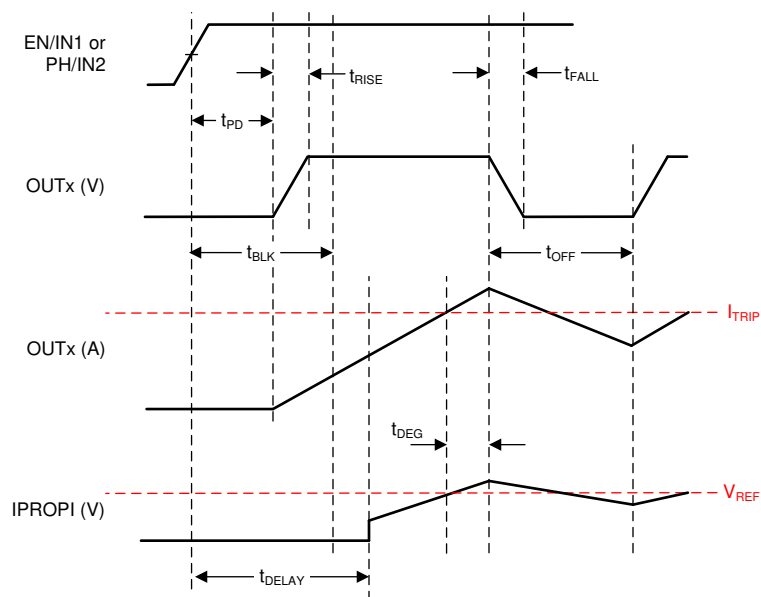 EN/IN1 or
PH/IN2
tRISE
tFALL
tPD
OUTx (V)
tBLK
tOFF
ITRIP
OUTx (A)
tDEG
VREF
IPROPI (V)
tDELAY